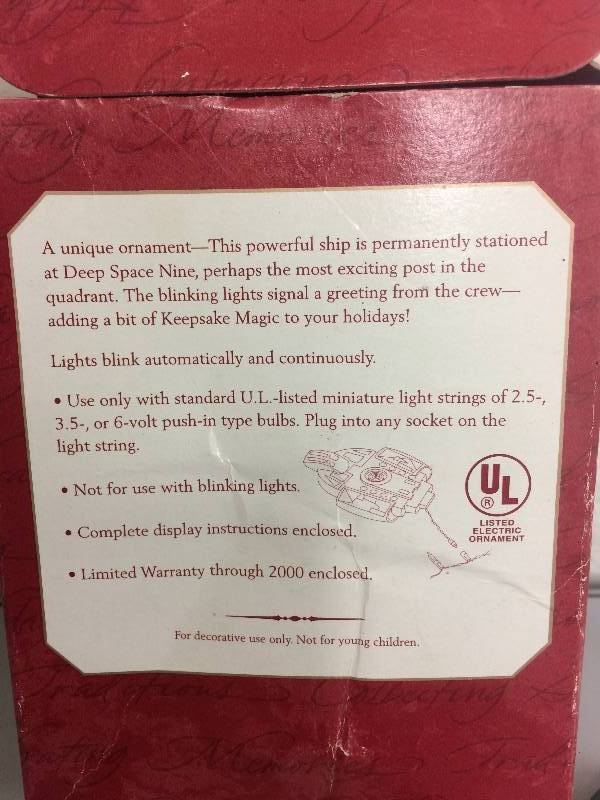 A unique ornament—This powerful ship is permanently stationed
at Deep Space Nine, perhaps the most exciting post in the
quadrant. The blinking lights signal a greeting from the crew—
adding a bit of Keepsake Magic to your holidays!
Lights blink automatically and continuously.
• Use only with standard U.L.-listed miniature light strings of 2.5-,
3.5-, or 6-volt push-in type bulbs. Plug into any socket on the
light string.
• Not for use with blinking lights.
UL
®
LISTED
ELECTRIC
ORNAMENT
• Complete display instructions enclosed.
• Limited Warranty through 2000 enclosed.
For decorative use only. Not for young children.
Traditions Collecting
Memories